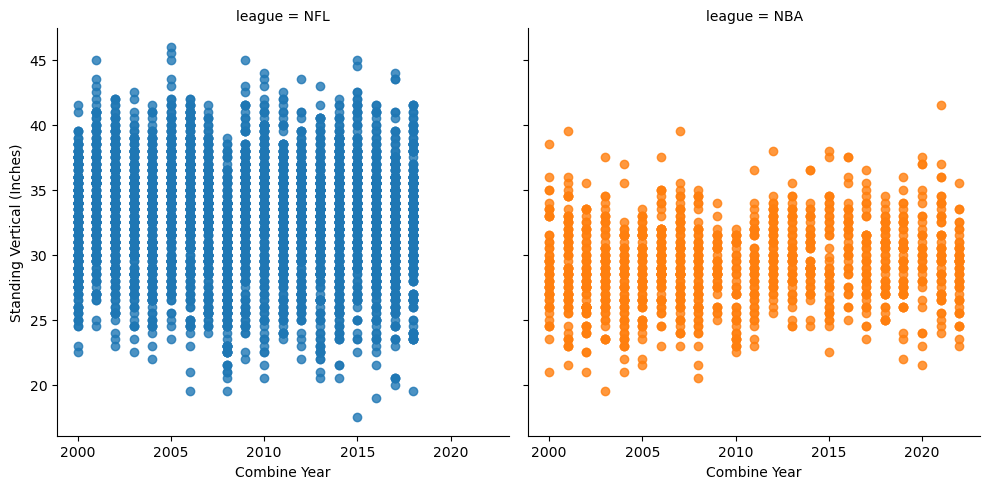 league = NFL
league = NBA
Standing Vertical (Inches)
45
40
35
30
25
20
2000 2005 2010 2015 2020
2000 2005 2010 2015 2020
Combine Year
Combine Year